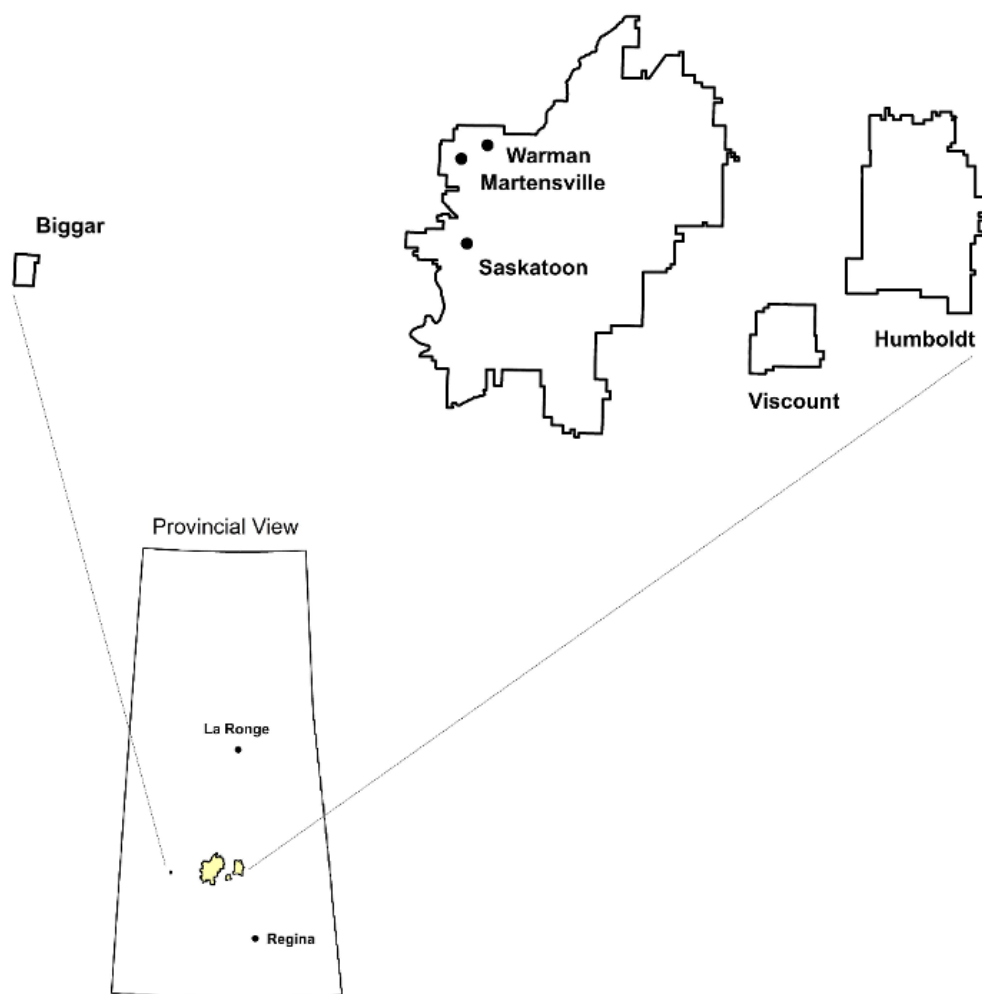 Warman
Martensville
Biggar
Saskatoon
Humboldt
Viscount
Provincial View
La Ronge
Regina